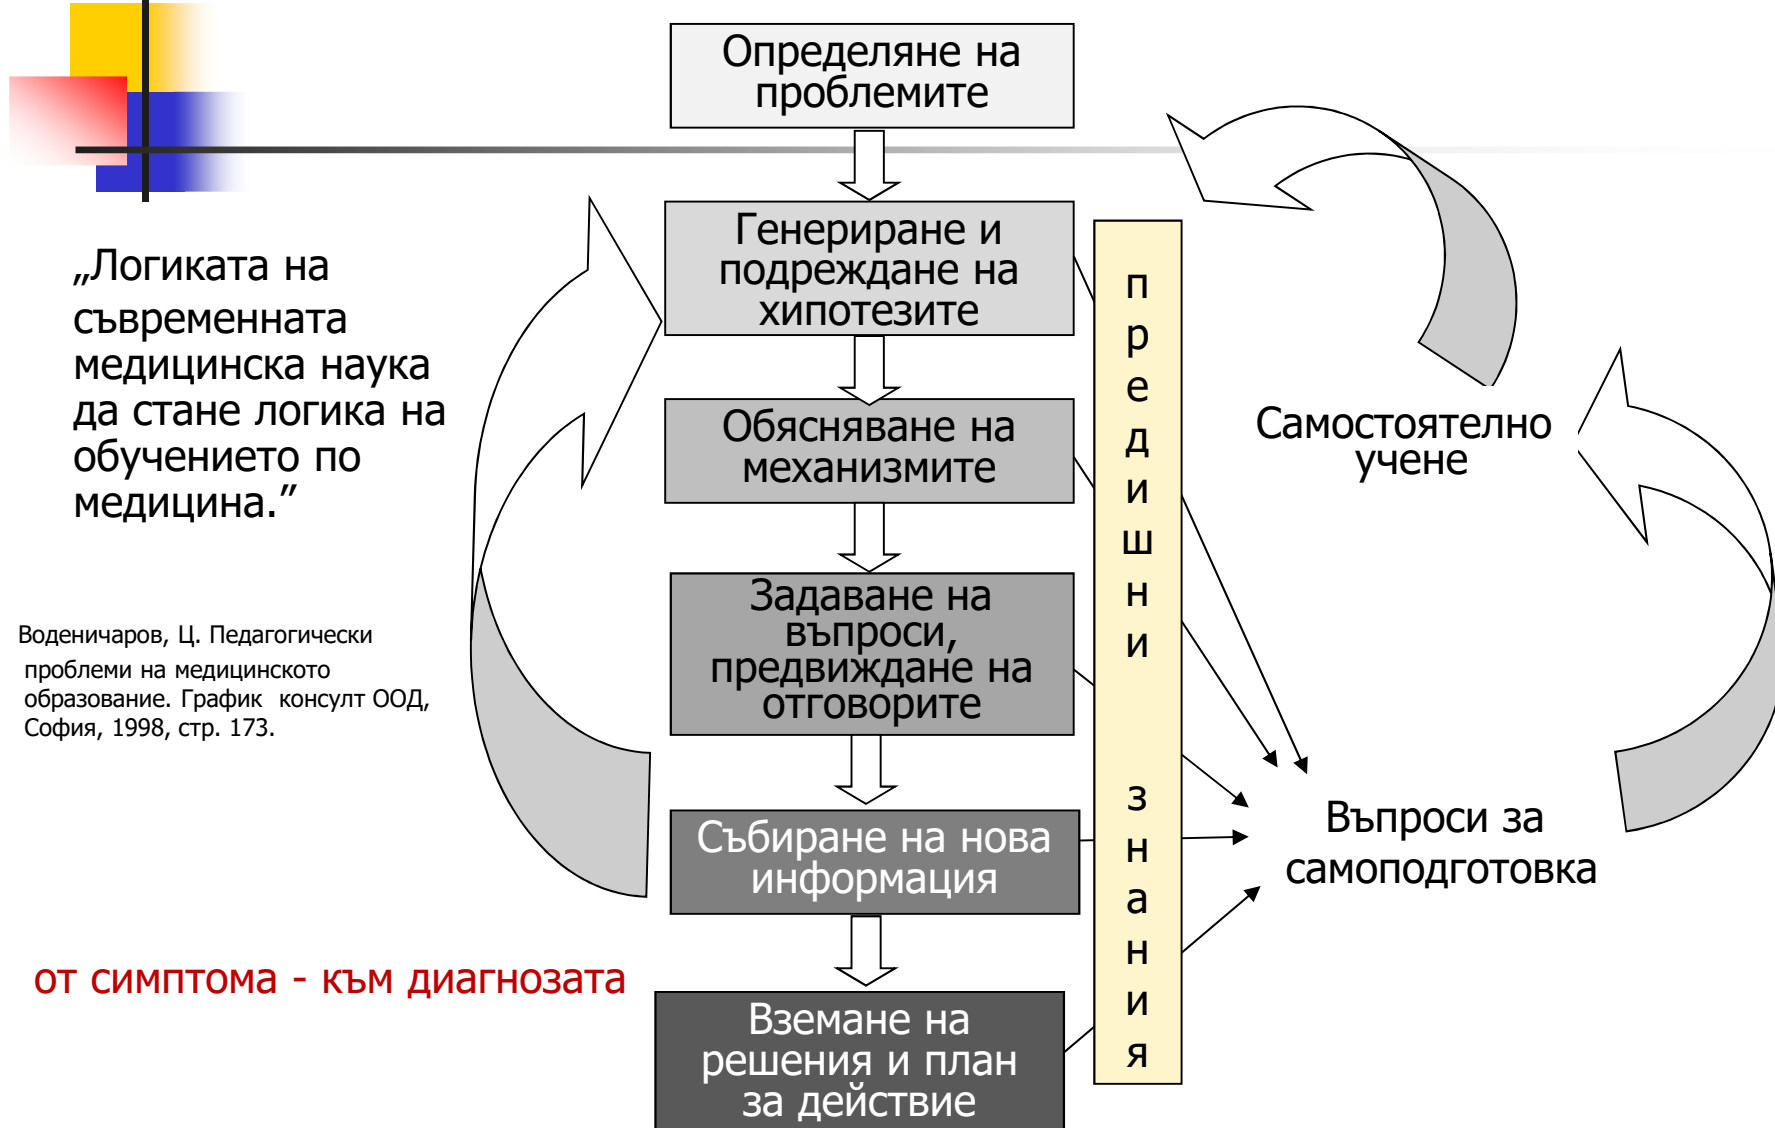 Определяне на
проблемите
Генериране и
подреждане на
хипотезите
Обясняване на
механизмите
Задаване на
въпроси,
предвиждане на
отговорите
Събиране на нова
информация
Вземане на
решения и план
за действие
„Логиката на
съвременната
медицинска наука
да стане логика на
обучението по
медицина.”
Воденичаров, Ц. Педагогически
проблеми на медицинското
образование. График консулт ООД,
София, 1998, стр. 173.
от симптома - към диагнозата
предишни знания
Самостоятелно
учене
Въпроси за
самоподготовка